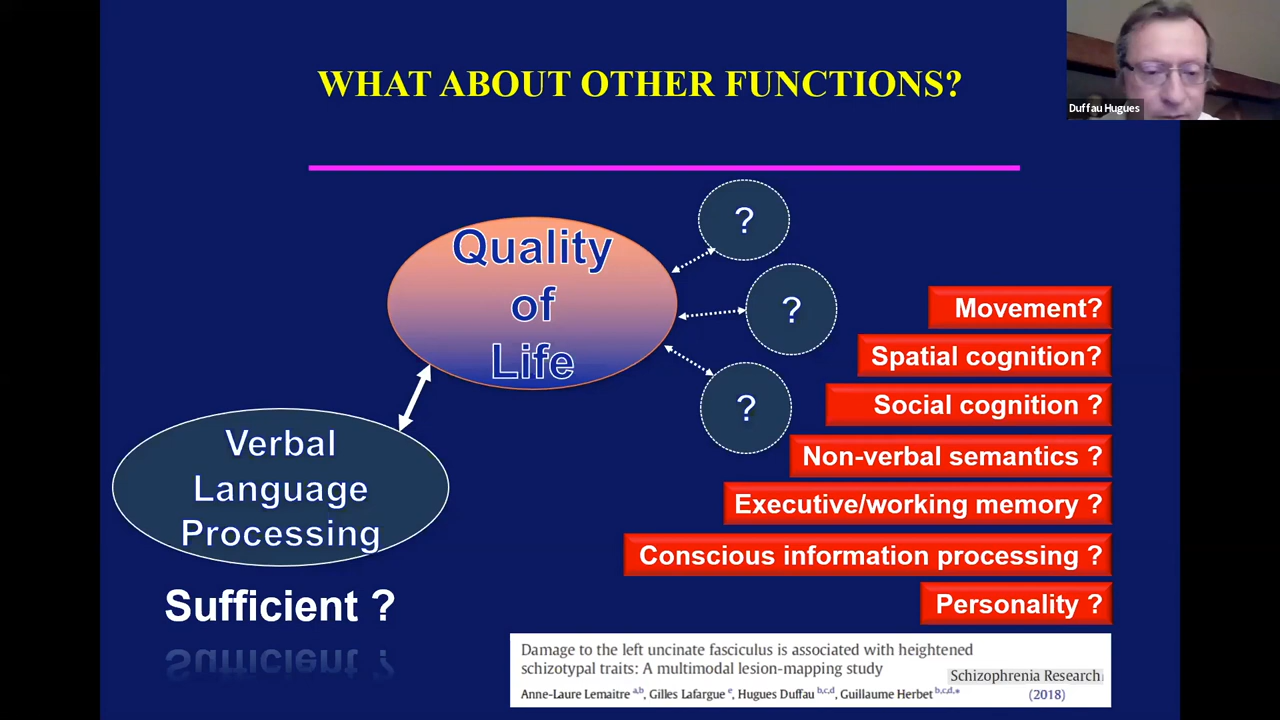 Duffau Hugues
WHAT ABOUT OTHER FUNCTIONS?
Quality
of
Life
?
?
?
Verbal
Language
Processing
Sufficient ?
Movement?
Spatial cognition?
Social cognition ?
Non-verbal semantics ?
Executive/working memory ?
Conscious information processing ?
Personality ?
Damage to the left uncinate fasciculus is associated with heightened
schizotypal traits: A multimodal lesion-mapping study
Schizophrenia Research
Anne-Laure Lemaitre a,b, Gilles Lafargue e, Hugues Duffau b,c,d, Guillaume Herbet b,c,d,*
(2018)